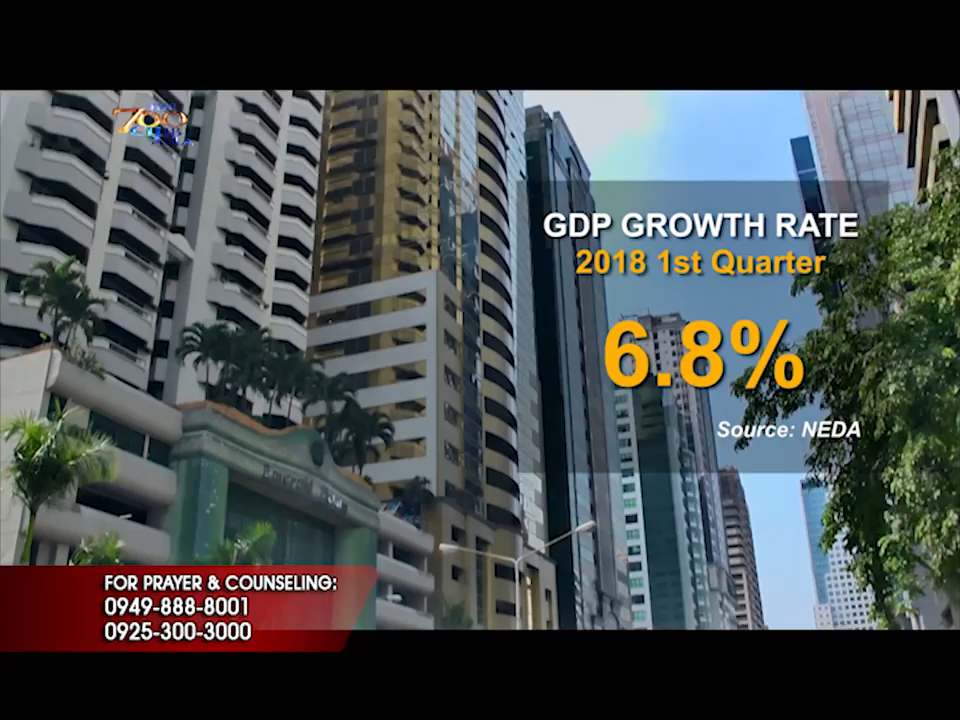 700
GDP GROWTH RATE
2018 1st Quarter
6.8%
Source: NEDA
FOR PRAYER & COUNSELING:
0949-888-8001
0925-300-3000